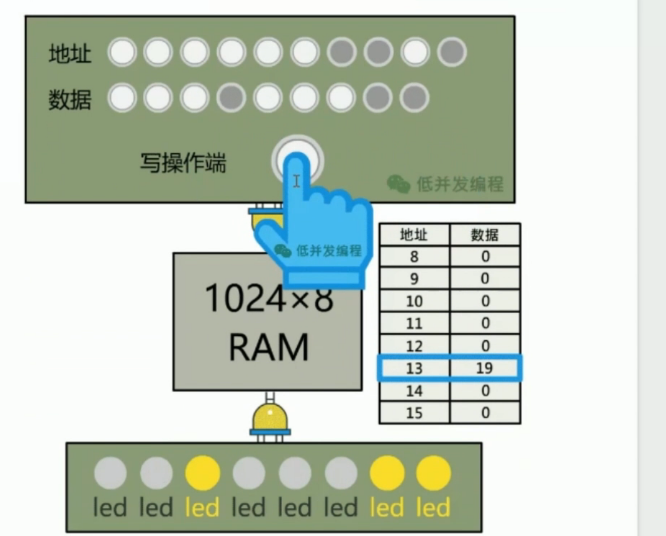 地址
数据
写操作端
低并发编程
低并发编程
1024×8
RAM
地址 数据
8 0
9 0
10 0
11 0
12 0
13 19
14 0
15 0
led led led led led led led led